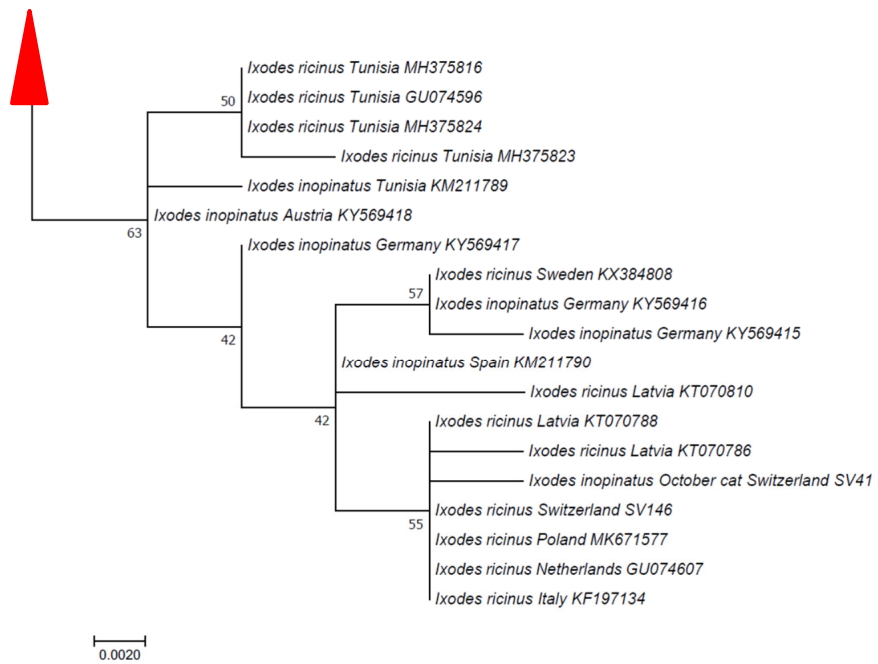 Ixodes ricinus Tunisia MH375816
50
Ixodes ricinus Tunisia GU074596
Ixodes ricinus Tunisia MH375824
Ixodes ricinus Tunisia MH375823
Ixodes inopinatus Tunisia KM211789
Ixodes inopinatus Austria KY569418
63
Ixodes inopinatus Germany KY569417
Ixodes ricinus Sweden KX384808
57
Ixodes inopinatus Germany KY569416
Ixodes inopinatus Germany KY569415
42
Ixodes inopinatus Spain KM211790
Ixodes ricinus Latvia KT070810
42
Ixodes ricinus Latvia KT070788
Ixodes ricinus Latvia KT070786
Ixodes inopinatus October cat Switzerland SV41
Ixodes ricinus Switzerland SV146
55
Ixodes ricinus Poland MK671577
Ixodes ricinus Netherlands GU074607
Ixodes ricinus Italy KF197134
0.0020